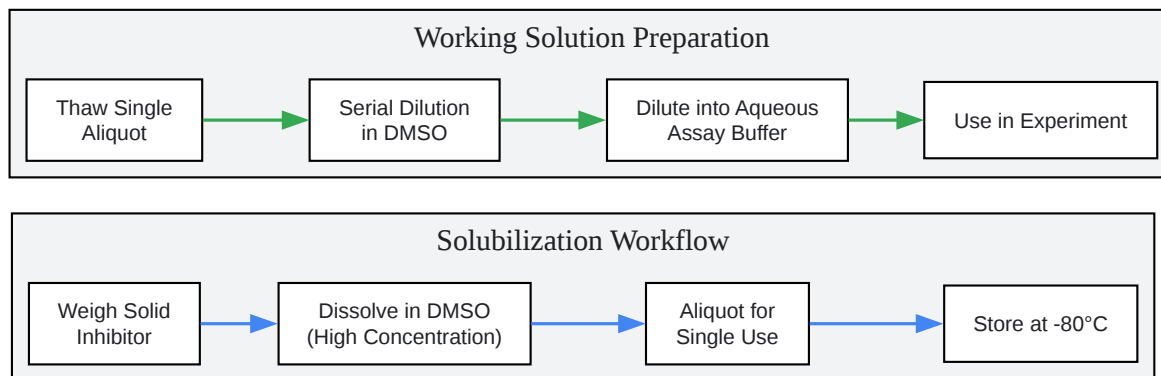 Working Solution Preparation
Thaw Single
Aliquot
Serial Dilution
in DMSO
Dilute into Aqueous
Assay Buffer
Use in Experiment
Solubilization Workflow
Weigh Solid
Inhibitor
Dissolve in DMSO
(High Concentration)
Aliquot for
Single Use
Store at -80°C